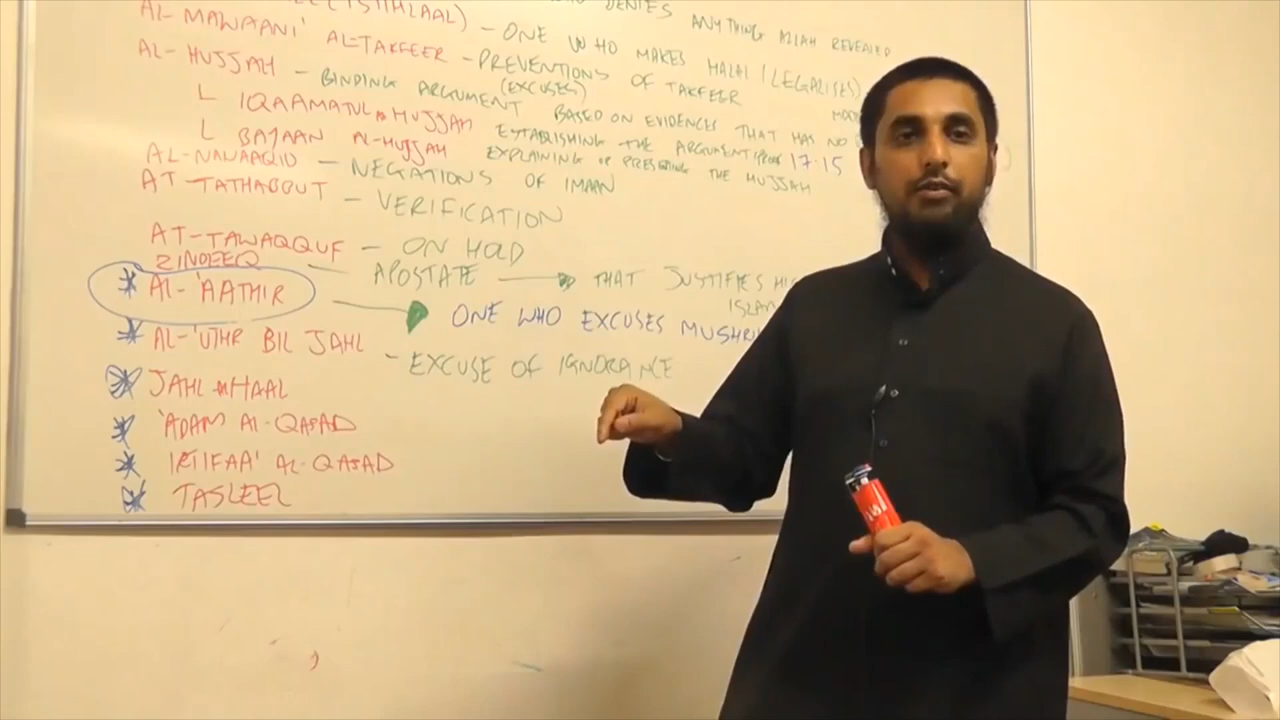 DENIES ANYTHING ALLAH REVEALED
(ISTIHLAAL) - ONE WHO MAKES HALAL (LEGALISES)
AL-MAWAANI' AL-TAKFEER - PREVENTIONS OF TAKFEER
(EXCUSES)
AL-HUJJAH - BINDING ARGUMENT BASED ON EVIDENCES THAT HAS NO
L IQAAMATUL HUJJAH ESTABLISHING THE ARGUMENT/PROOF 17:15
L BAJAAN AL-HUJJAH EXPLAINING OR PRESENTING THE HUJJAH
AL-NAWAAQID - NEGATIONS OF IMAAN
AT-TATHABBUT - VERIFICATION
AT-TAWAQQUF - ON HOLD
ZINDEEQ - APOSTATE → THAT JUSTIFIES HIS
AL-'AATHIR → ONE WHO EXCUSES
AL-'UTHR BIL JAHL - EXCUSE OF IGNORANCE
JAHL HAAL
'ADAM AL-QASAD
IRTIFAA' AL-QASAD
TASLEEL